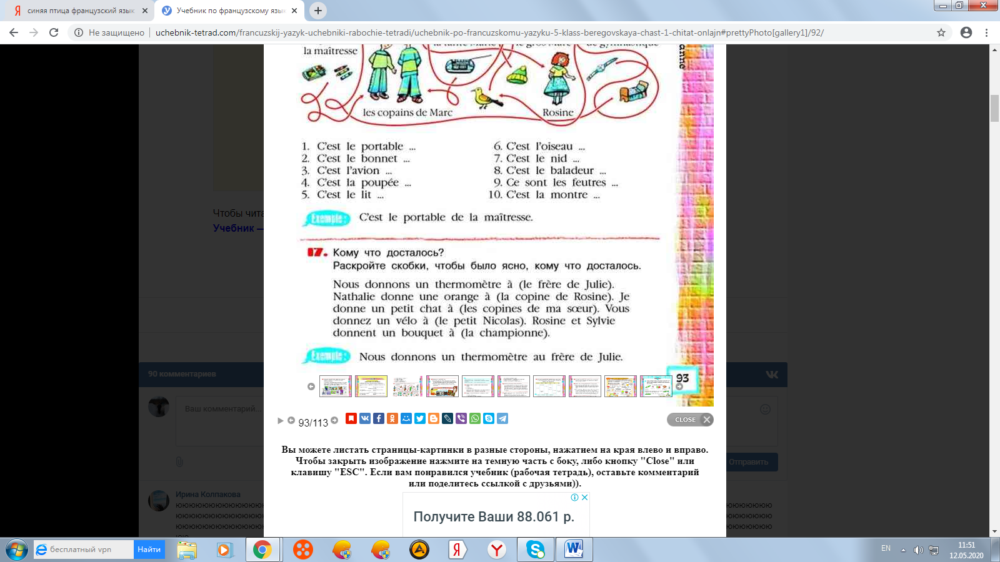 синяя птица французский язык
Учебник по французскому язык
Не защищено
uchebnik-tetrad.com/francuzskij-yazyk-uchebniki-rabochie-tetradi/uchebnik-po-francuzskomu-yazyku-5-klass-beregovskaya-chast-1-chitat-onlajn#prettyPhoto[gallery1]/92/
la maîtresse
les copains de Marc
Rosine
1. C'est le portable ...
2. C'est le bonnet ...
3. C'est l'avion ...
4. C'est la poupée ...
5. C'est le lit ...
6. C'est l'oiseau ...
7. C'est le nid ...
8. C'est le baladeur ...
9. Ce sont les feutres ...
10. C'est la montre ...
Exemple: C'est le portable de la maîtresse.
17. Кому что досталось?
Раскройте скобки, чтобы было ясно, кому что досталось.
Nous donnons un thermomètre à (le frère de Julie).
Nathalie donne une orange à (la copine de Rosine). Je
donne un petit chat à (les copines de ma sœur). Vous
donnez un vélo à (le petit Nicolas). Rosine et Sylvie
donnent un bouquet à (la championne).
Exemple: Nous donnons un thermomètre au frère de Julie.
93
93/113
CLOSE
Чтобы чита
Учебник —
90 комментариев
Ваш комментарий...
Отправить
Ирина Колпакова
Вы можете листать страницы-картинки в разные стороны, нажатием на края влево и вправо.
Чтобы закрыть изображение нажмите на темную часть с боку, либо кнопку "Close" или
клавишу "ESC". Если вам понравился учебник (рабочая тетрадь), оставьте комментарий
или поделитесь ссылкой с друзьями)).
Получите Ваши 88.061 р.
бесплатный vpn
Найти
EN
11:51
12.05.2020